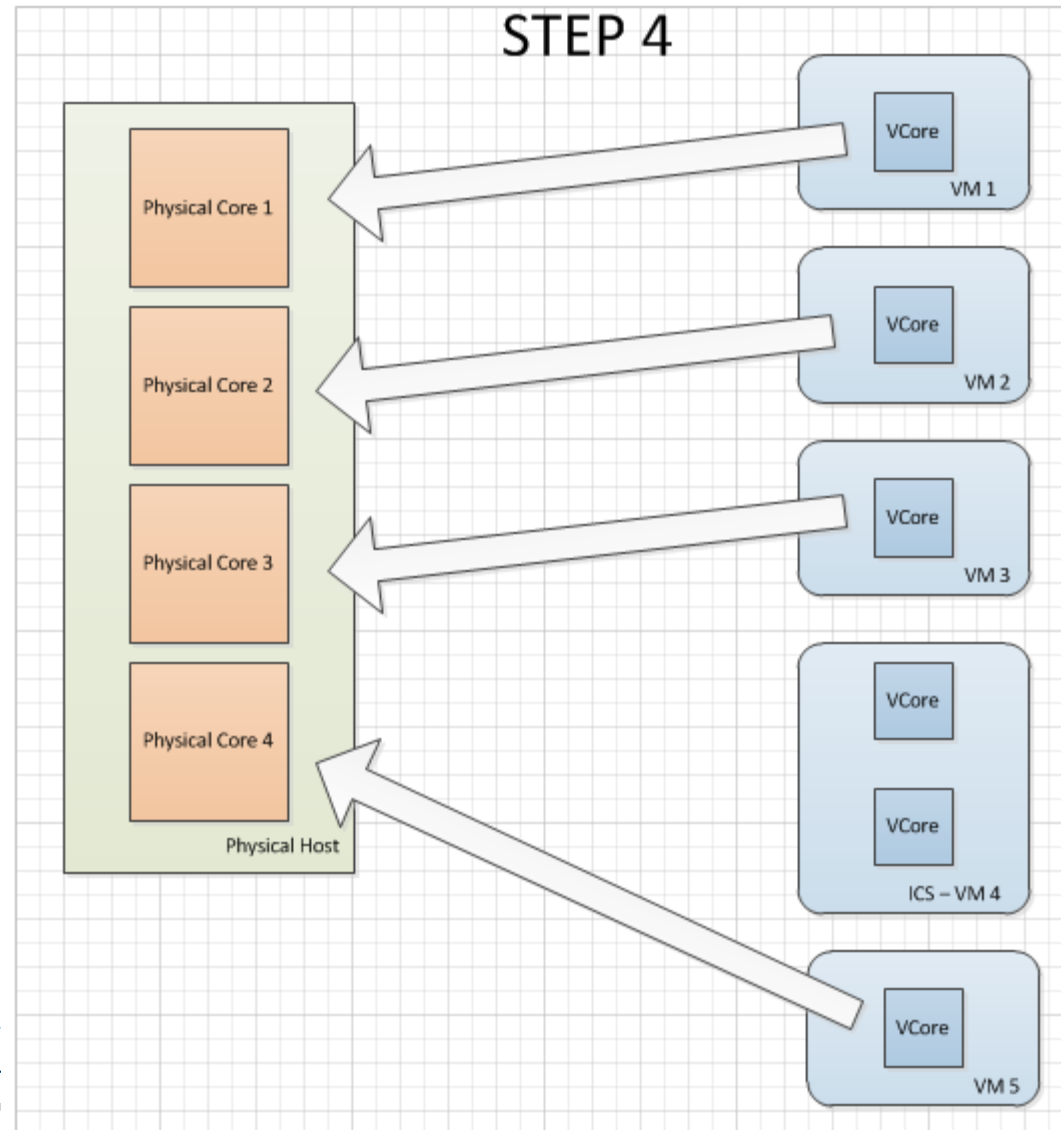 STEP 4
Physical Core 1
Physical Core 2
Physical Core 3
Physical Core 4
Physical Host
VCore
VM 1
VCore
VM 2
VCore
VM 3
VCore
VCore
ICS – VM 4
VCore
VM 5